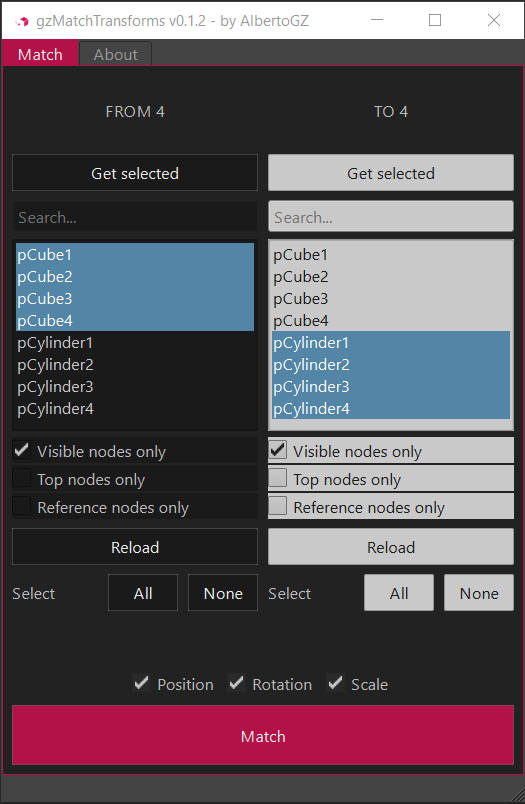 gzMatchTransforms v0.1.2 - by AlbertoGZ
Match About
FROM 4 TO 4
Get selected Get selected
Search... Search...
pCube1 pCube1
pCube2 pCube2
pCube3 pCube3
pCube4 pCube4
pCylinder1 pCylinder1
pCylinder2 pCylinder2
pCylinder3 pCylinder3
pCylinder4 pCylinder4
Visible nodes only Visible nodes only
Top nodes only Top nodes only
Reference nodes only Reference nodes only
Reload Reload
Select All None Select All None
Position Rotation Scale
Match